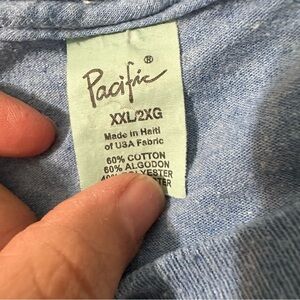 Pacific®
XXL/2XG
Made in Haiti
of USA Fabric
60% COTTON
60% ALGODON